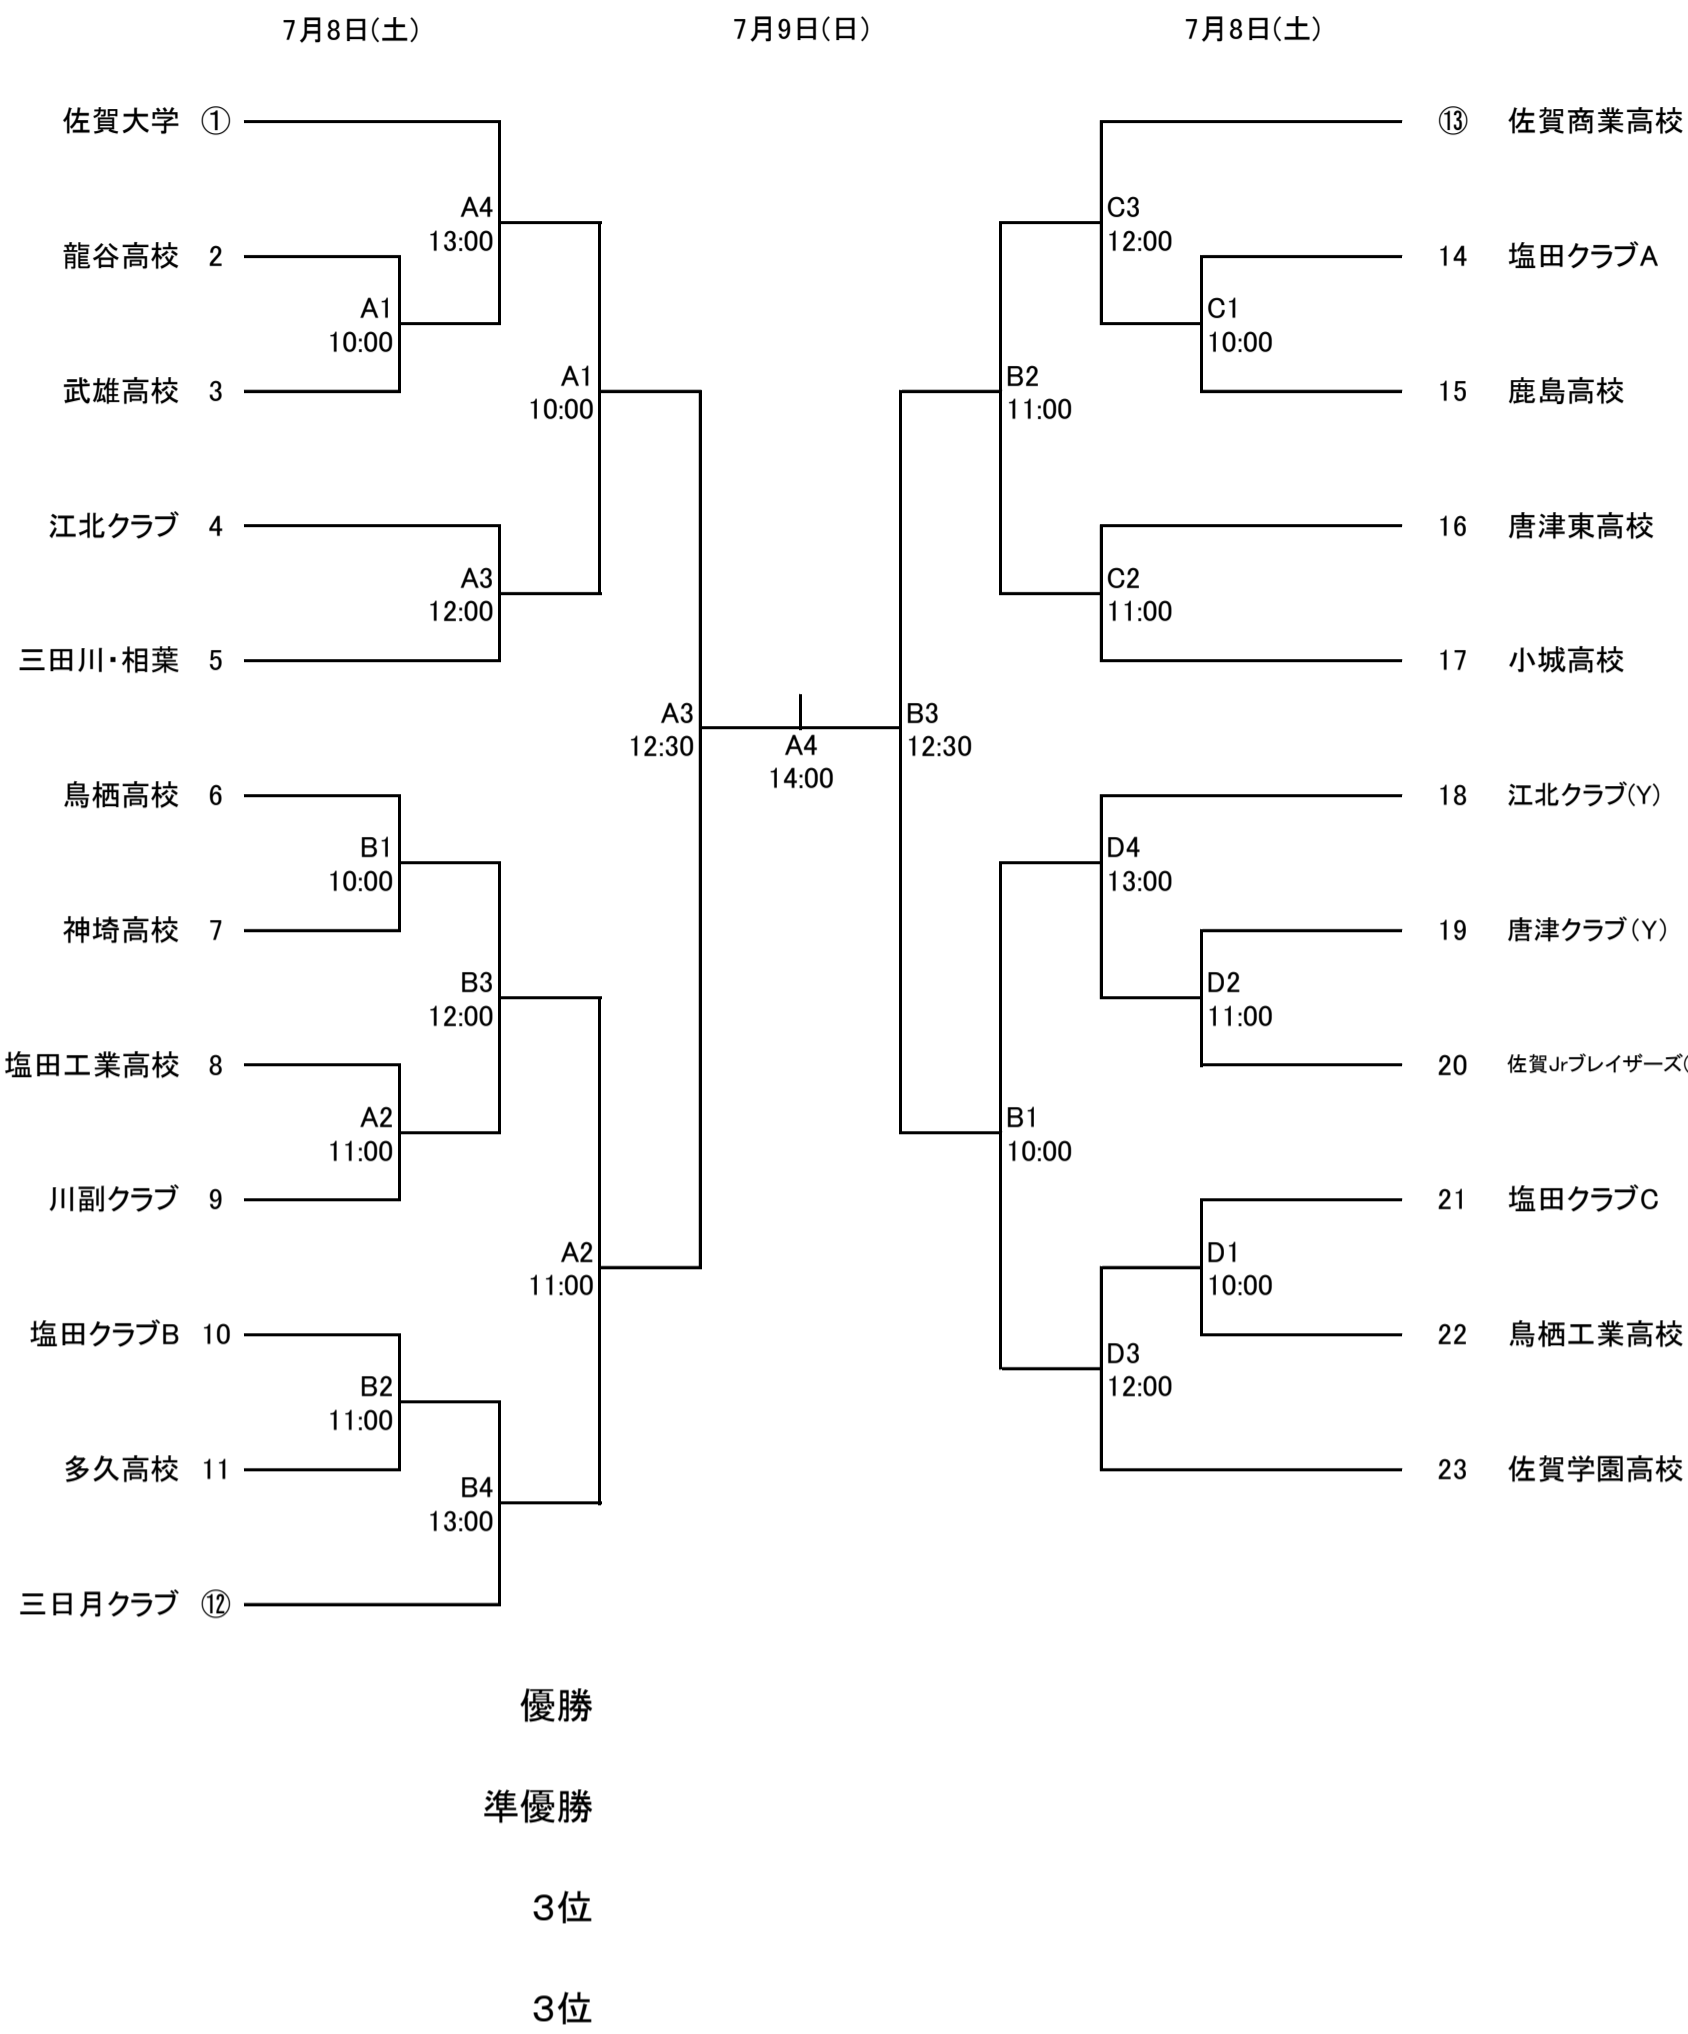 7月8日(土) 7月9日(日) 7月8日(土)
佐賀大学 ① ⑬ 佐賀商業高校
A4 C3
13:00 12:00
龍谷高校 2 14 塩田クラブA
A1 C1
10:00 10:00
武雄高校 3 15 鹿島高校
A1 B2
10:00 11:00
江北クラブ 4 16 唐津東高校
A3 C2
12:00 11:00
三田川・相葉 5 17 小城高校
A3 B3
12:30 12:30
A4
14:00
鳥栖高校 6 18 江北クラブ(Y)
B1 D4
10:00 13:00
神埼高校 7 19 唐津クラブ(Y)
B3 D2
12:00 11:00
塩田工業高校 8 20 佐賀Jrブレイザーズ(
A2 B1
11:00 10:00
川副クラブ 9 21 塩田クラブC
A2 D1
11:00 10:00
塩田クラブB 10 22 鳥栖工業高校
B2 D3
11:00 12:00
多久高校 11 23 佐賀学園高校
B4
13:00
三日月クラブ ⑫
優勝
準優勝
3位
3位